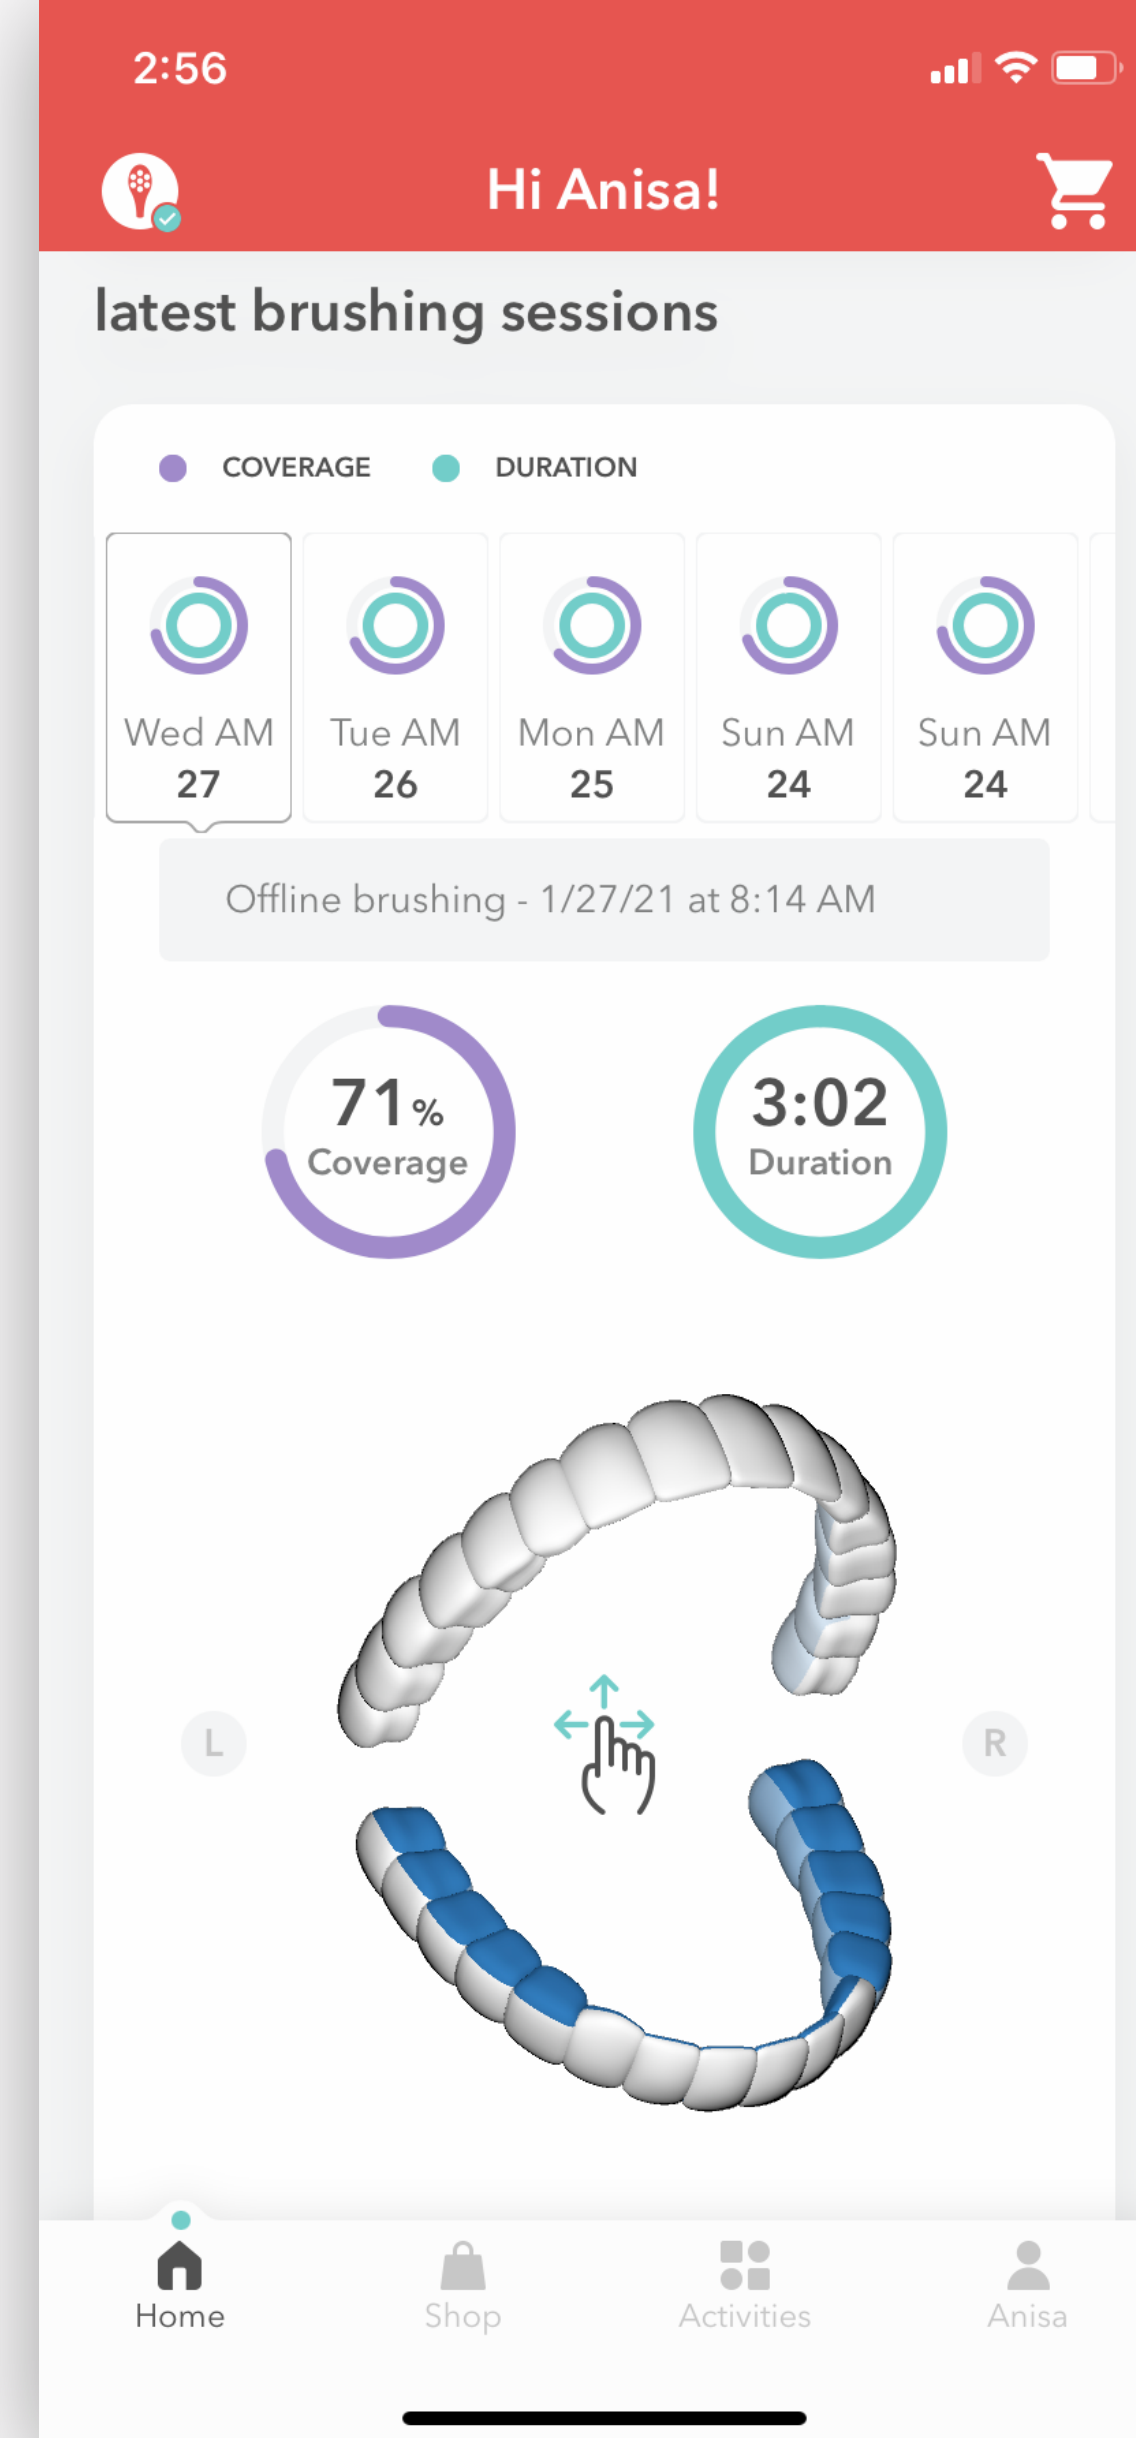 2:56
Hi Anisa!
latest brushing sessions
COVERAGE DURATION
Wed AM Tue AM Mon AM Sun AM Sun AM
27 26 25 24 24
Offline brushing - 1/27/21 at 8:14 AM
71% 3:02
Coverage Duration
L R
Home Shop Activities Anisa